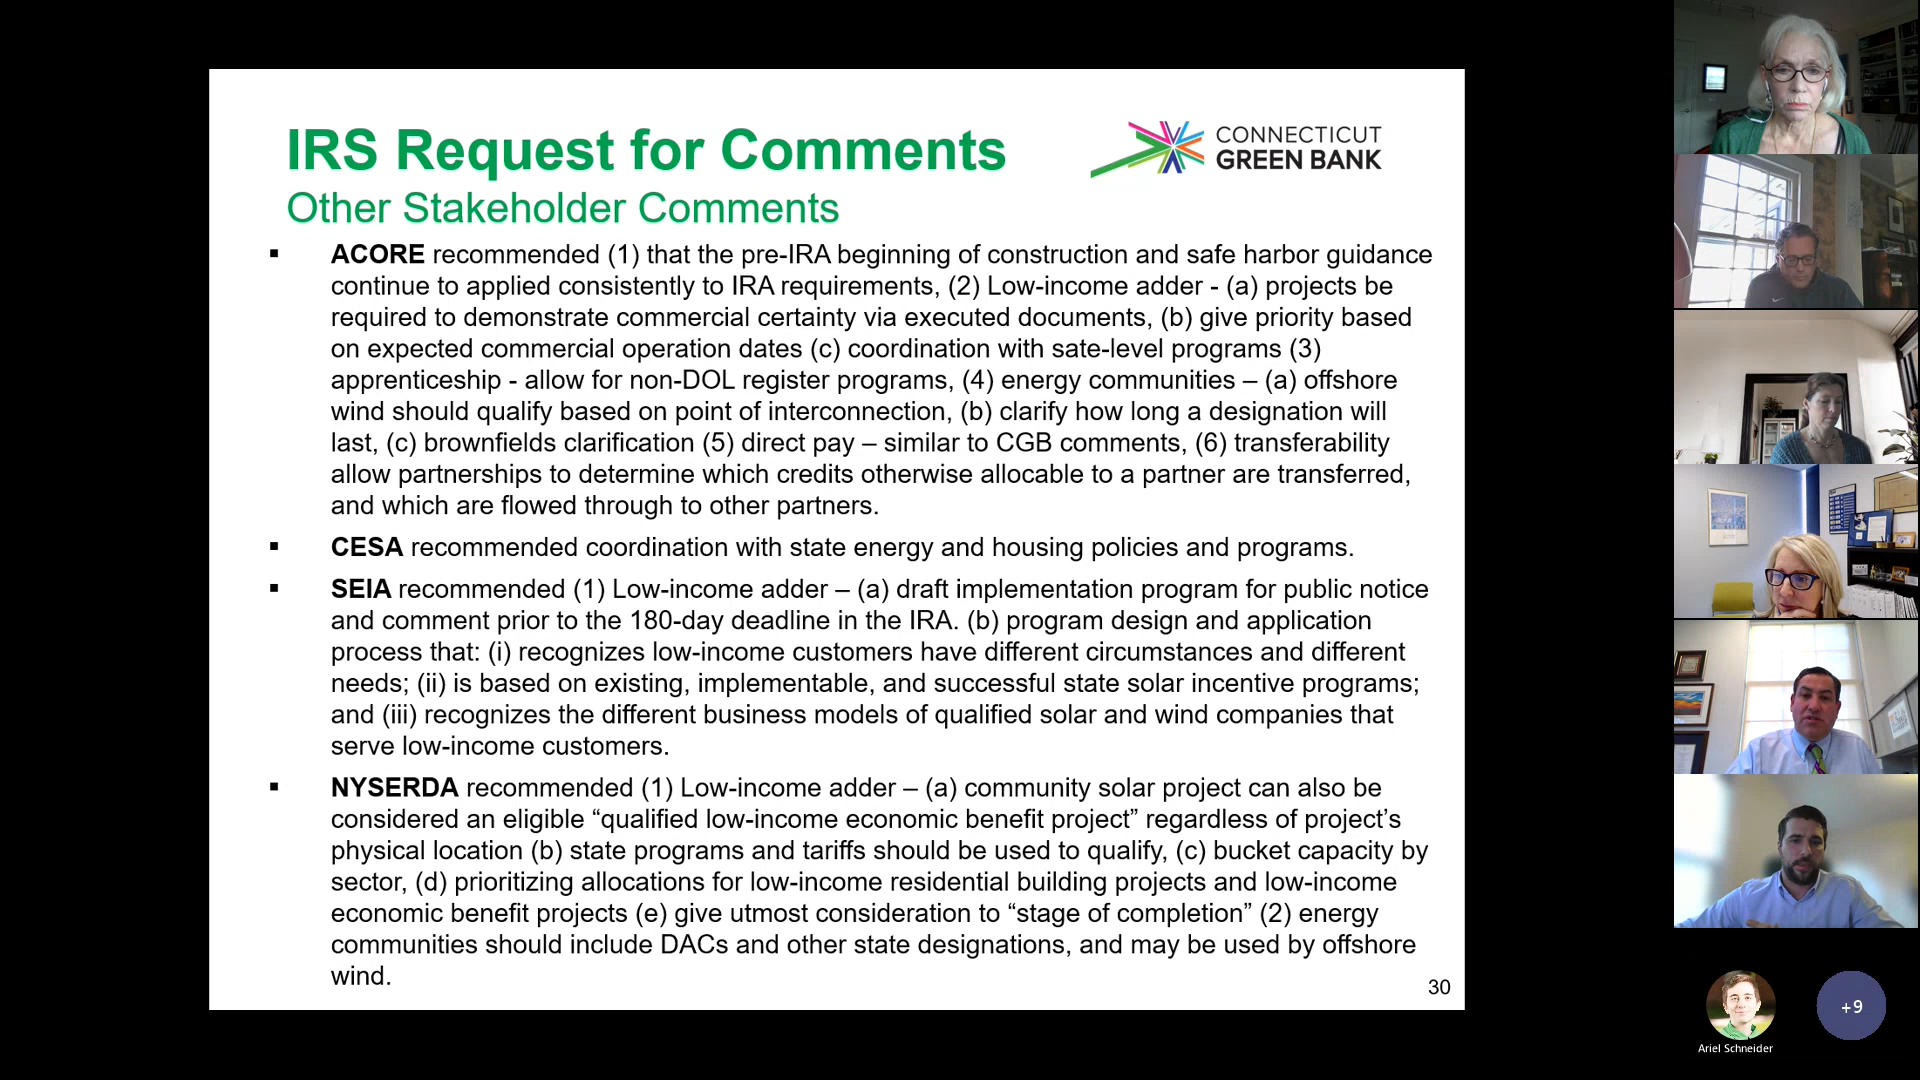 IRS Request for Comments
CONNECTICUT
GREEN BANK
Other Stakeholder Comments
▪ ACORE recommended (1) that the pre-IRA beginning of construction and safe harbor guidance
continue to applied consistently to IRA requirements, (2) Low-income adder - (a) projects be
required to demonstrate commercial certainty via executed documents, (b) give priority based
on expected commercial operation dates (c) coordination with sate-level programs (3)
apprenticeship - allow for non-DOL register programs, (4) energy communities – (a) offshore
wind should qualify based on point of interconnection, (b) clarify how long a designation will
last, (c) brownfields clarification (5) direct pay – similar to CGB comments, (6) transferability
allow partnerships to determine which credits otherwise allocable to a partner are transferred,
and which are flowed through to other partners.
▪ CESA recommended coordination with state energy and housing policies and programs.
▪ SEIA recommended (1) Low-income adder – (a) draft implementation program for public notice
and comment prior to the 180-day deadline in the IRA. (b) program design and application
process that: (i) recognizes low-income customers have different circumstances and different
needs; (ii) is based on existing, implementable, and successful state solar incentive programs;
and (iii) recognizes the different business models of qualified solar and wind companies that
serve low-income customers.
▪ NYSERDA recommended (1) Low-income adder – (a) community solar project can also be
considered an eligible “qualified low-income economic benefit project” regardless of project’s
physical location (b) state programs and tariffs should be used to qualify, (c) bucket capacity by
sector, (d) prioritizing allocations for low-income residential building projects and low-income
economic benefit projects (e) give utmost consideration to “stage of completion” (2) energy
communities should include DACs and other state designations, and may be used by offshore
wind.
30
+9
Ariel Schneider